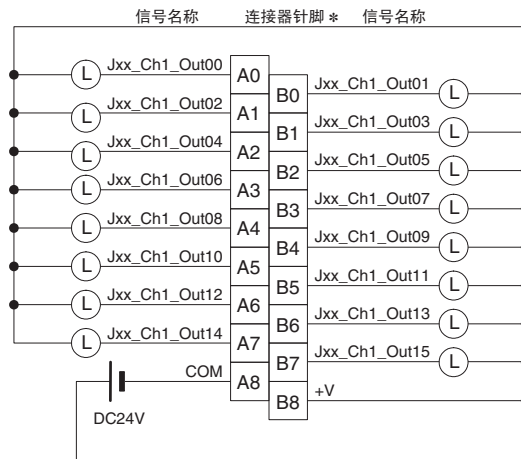 信号名称 连接器针脚＊ 信号名称
L Jxx_Ch1_Out00 A0
B0 Jxx_Ch1_Out01 L
L Jxx_Ch1_Out02 A1
B1 Jxx_Ch1_Out03 L
L Jxx_Ch1_Out04 A2
B2 Jxx_Ch1_Out05 L
L Jxx_Ch1_Out06 A3
B3 Jxx_Ch1_Out07 L
L Jxx_Ch1_Out08 A4
B4 Jxx_Ch1_Out09 L
L Jxx_Ch1_Out10 A5
B5 Jxx_Ch1_Out11 L
L Jxx_Ch1_Out12 A6
B6 Jxx_Ch1_Out13 L
L Jxx_Ch1_Out14 A7
B7 Jxx_Ch1_Out15 L
COM A8
B8 +V
DC24V